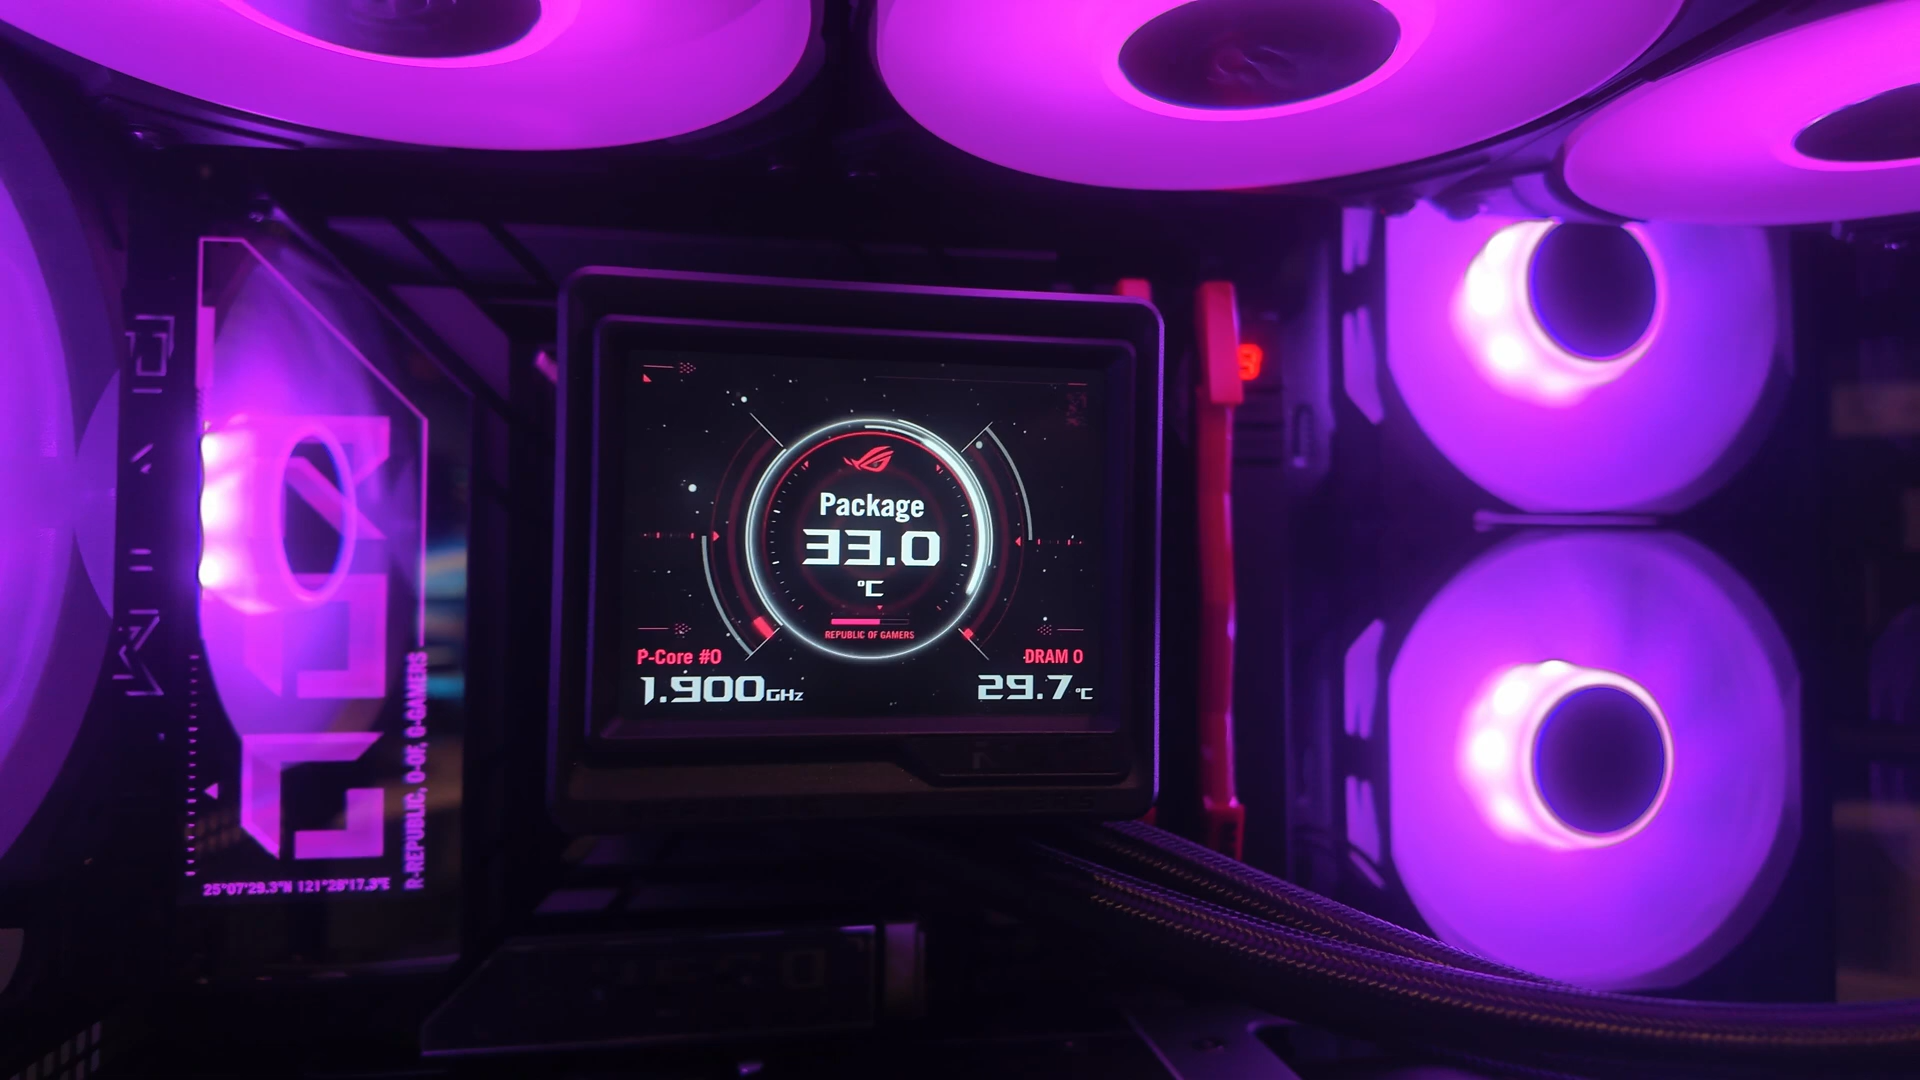 Package
33.0
°C
REPUBLIC OF GAMERS
P-Core #0
1.900GHz
DRAM 0
29.7°C
R-REPUBLIC, O-OF, G-GAMERS
25°07'29.3"N 121°28'17.3"E